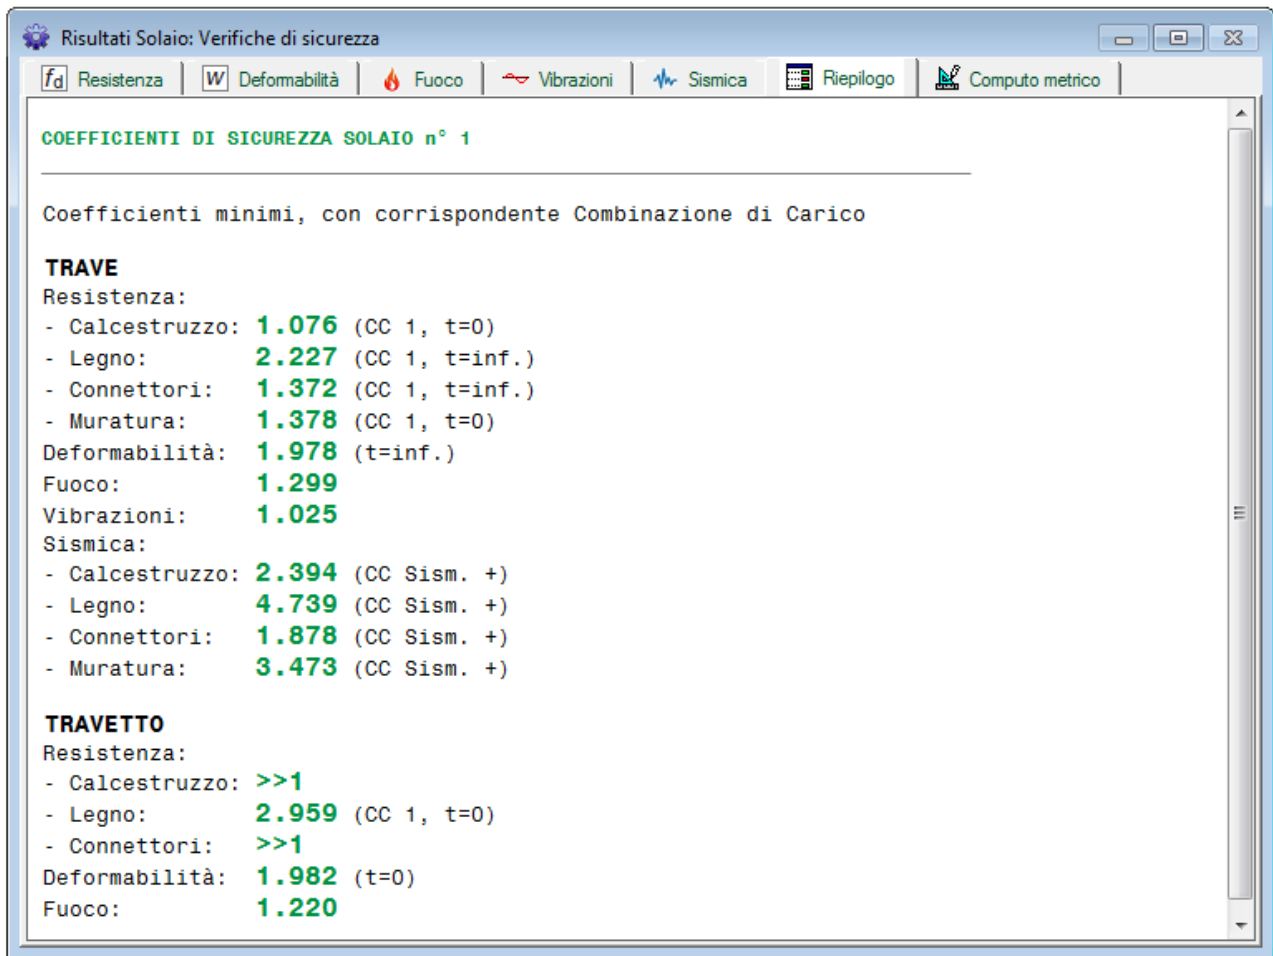 Risultati Solaio: Verifiche di sicurezza
fd Resistenza W Deformabilità Fuoco Vibrazioni Sismica Riepilogo Computo metrico
COEFFICIENTI DI SICUREZZA SOLAIO n° 1
Coefficienti minimi, con corrispondente Combinazione di Carico
TRAVE
Resistenza:
- Calcestruzzo: 1.076 (CC 1, t=0)
- Legno: 2.227 (CC 1, t=inf.)
- Connettori: 1.372 (CC 1, t=inf.)
- Muratura: 1.378 (CC 1, t=0)
Deformabilità: 1.978 (t=inf.)
Fuoco: 1.299
Vibrazioni: 1.025
Sismica:
- Calcestruzzo: 2.394 (CC Sism. +)
- Legno: 4.739 (CC Sism. +)
- Connettori: 1.878 (CC Sism. +)
- Muratura: 3.473 (CC Sism. +)
TRAVETTO
Resistenza:
- Calcestruzzo: >>1
- Legno: 2.959 (CC 1, t=0)
- Connettori: >>1
Deformabilità: 1.982 (t=0)
Fuoco: 1.220